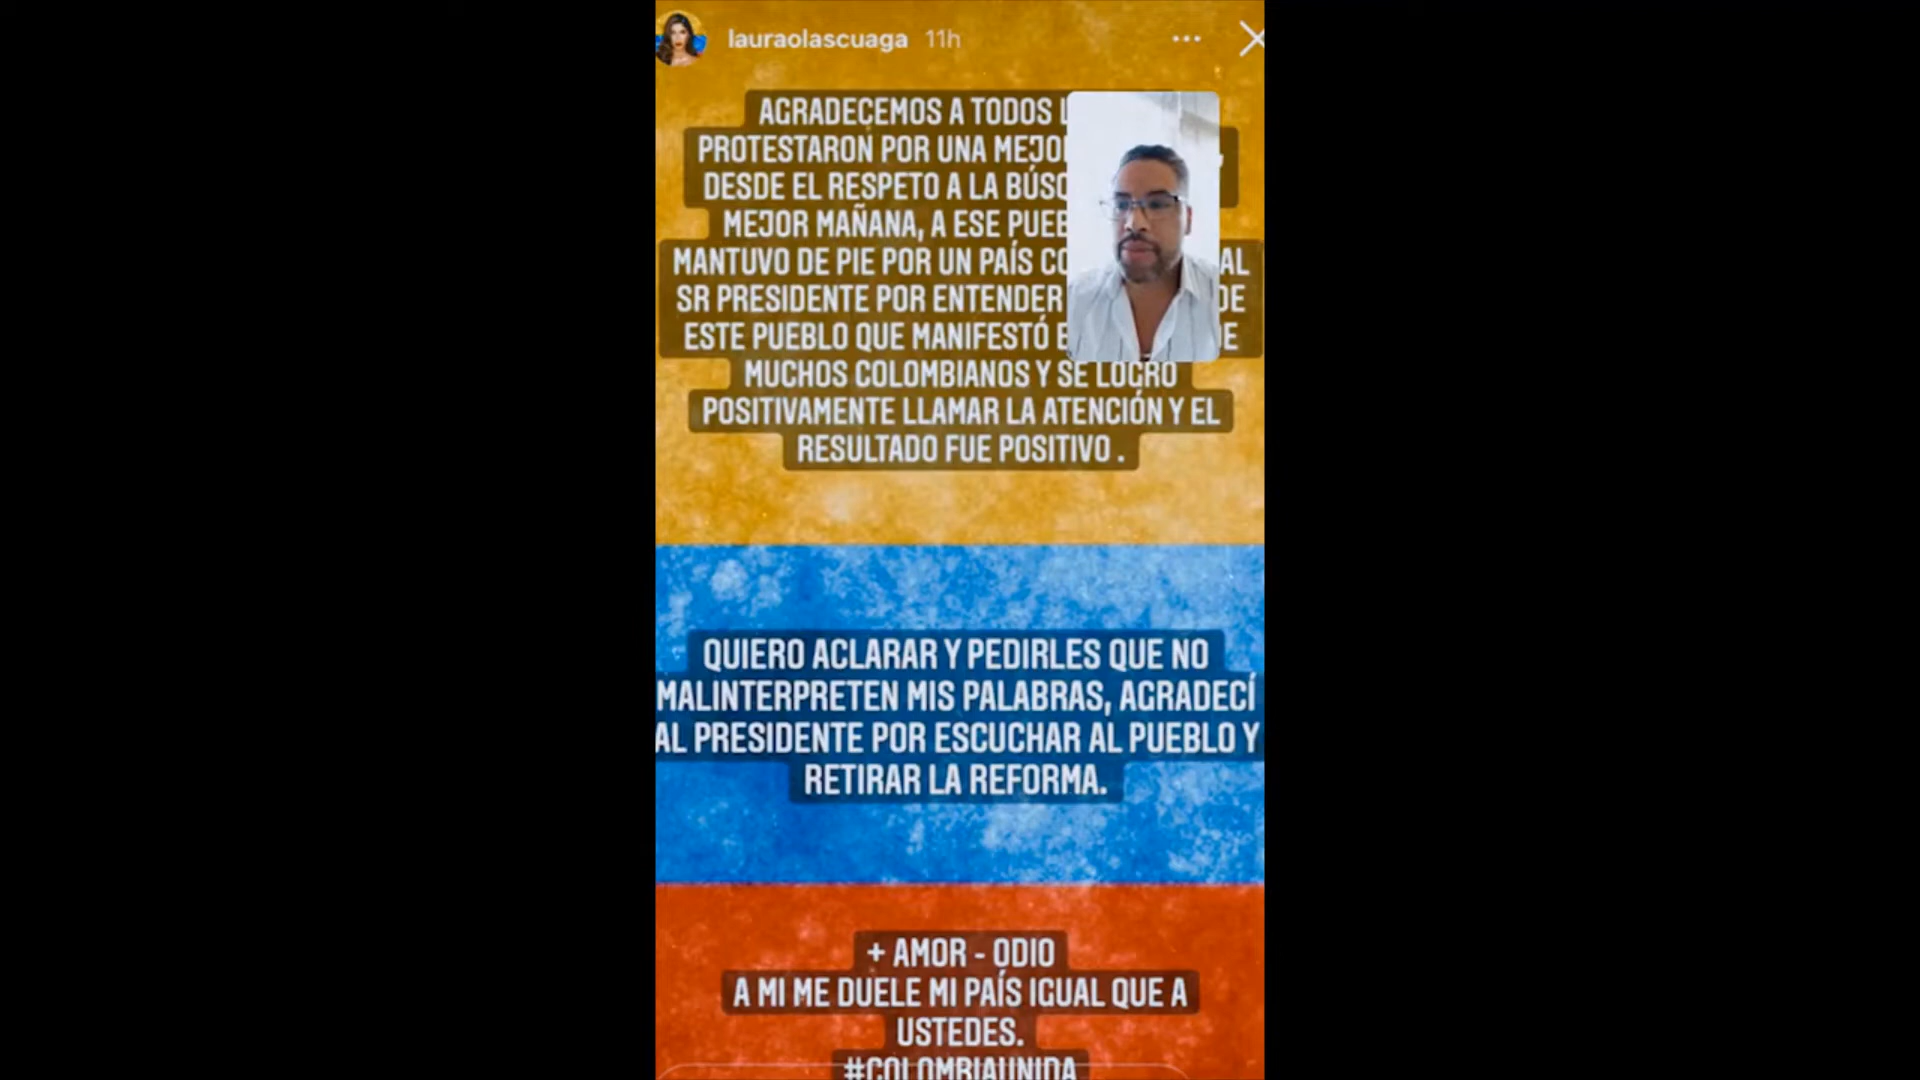 lauraolascuaga 11h
AGRADECEMOS A TODOS
PROTESTARON POR UNA
DESDE EL RESPETO A LA
MEJOR MAÑANA, A ESE
MANTUVO DE PIE POR UN PAÍS AL
SR PRESIDENTE POR ENTENDER DE
ESTE PUEBLO QUE MANIFESTÓ
MUCHOS COLOMBIANOS Y SE LOGRO
POSITIVAMENTE LLAMAR LA ATENCIÓN Y EL
RESULTADO FUE POSITIVO .
QUIERO ACLARAR Y PEDIRLES QUE NO
MALINTERPRETEN MIS PALABRAS, AGRADECÍ
AL PRESIDENTE POR ESCUCHAR AL PUEBLO Y
RETIRAR LA REFORMA.
+ AMOR - ODIO
A MI ME DUELE MI PAÍS IGUAL QUE A
USTEDES.
#COLOMBIAUNIDA